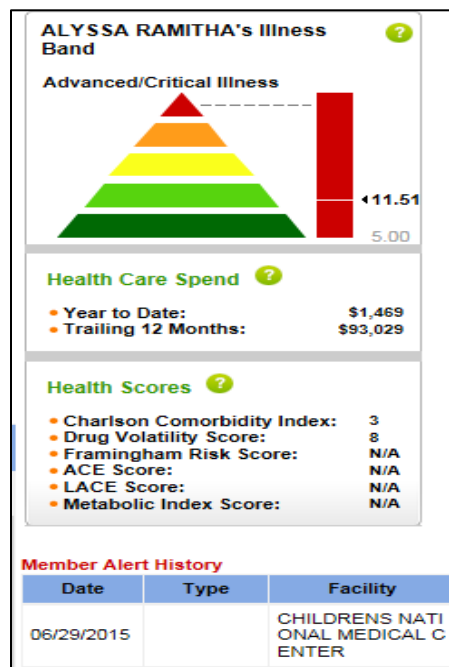 ALYSSA RAMITHA's Illness
Band
?
Advanced/Critical Illness
11.51
5.00
Health Care Spend ?
• Year to Date: $1,469
• Trailing 12 Months: $93,029
Health Scores ?
• Charlson Comorbidity Index: 3
• Drug Volatility Score: 8
• Framingham Risk Score: N/A
• ACE Score: N/A
• LACE Score: N/A
• Metabolic Index Score: N/A
Member Alert History
Date Type Facility
CHILDRENS NATI
06/29/2015 ONAL MEDICAL C
ENTER